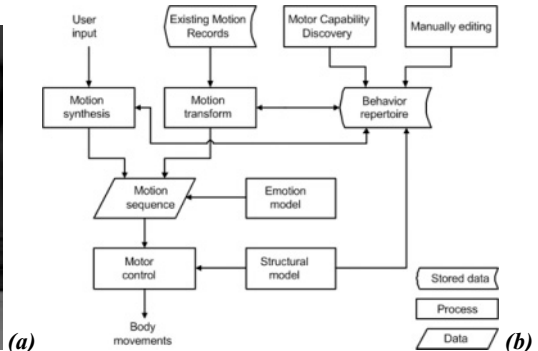 User
input
Existing Motion
Records
Motor Capability
Discovery
Manually editing
Motion
synthesis
Motion
transform
Behavior
repertoire
Motion
sequence
Emotion
model
Motor
control
Structural
model
Body
movements
Stored data
Process
Data
(a)
(b)